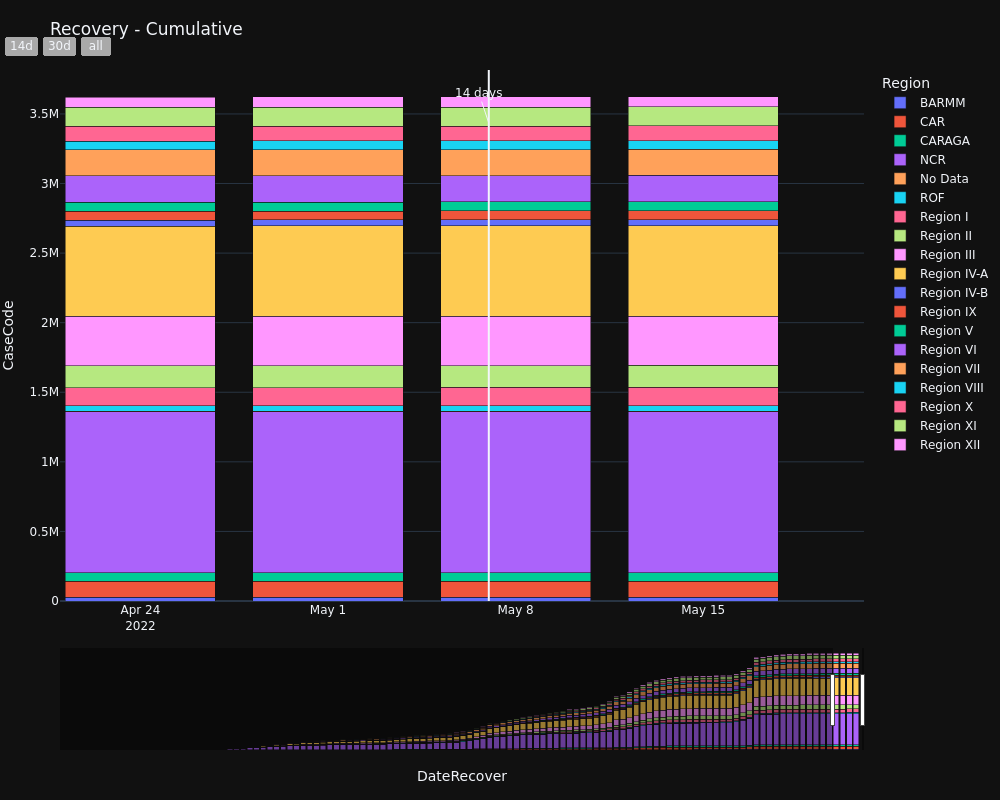 Recovery - Cumulative
14d
30d
all
14 days
CaseCode
3.5M
3M
2.5M
2M
1.5M
1M
0.5M
0
Apr 24
2022
May 1
May 8
May 15
DateRecover
Region
BARMM
CAR
CARAGA
NCR
No Data
ROF
Region I
Region II
Region III
Region IV-A
Region IV-B
Region IX
Region V
Region VI
Region VII
Region VIII
Region X
Region XI
Region XII